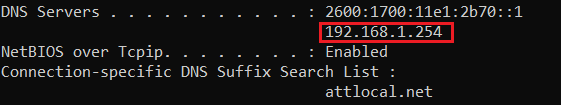 DNS Servers . . . . . . . . . . . : 2600:1700:11e1:2b70::1
192.168.1.254
NetBIOS over Tcpip. . . . . . . . : Enabled
Connection-specific DNS Suffix Search List :
attlocal.net